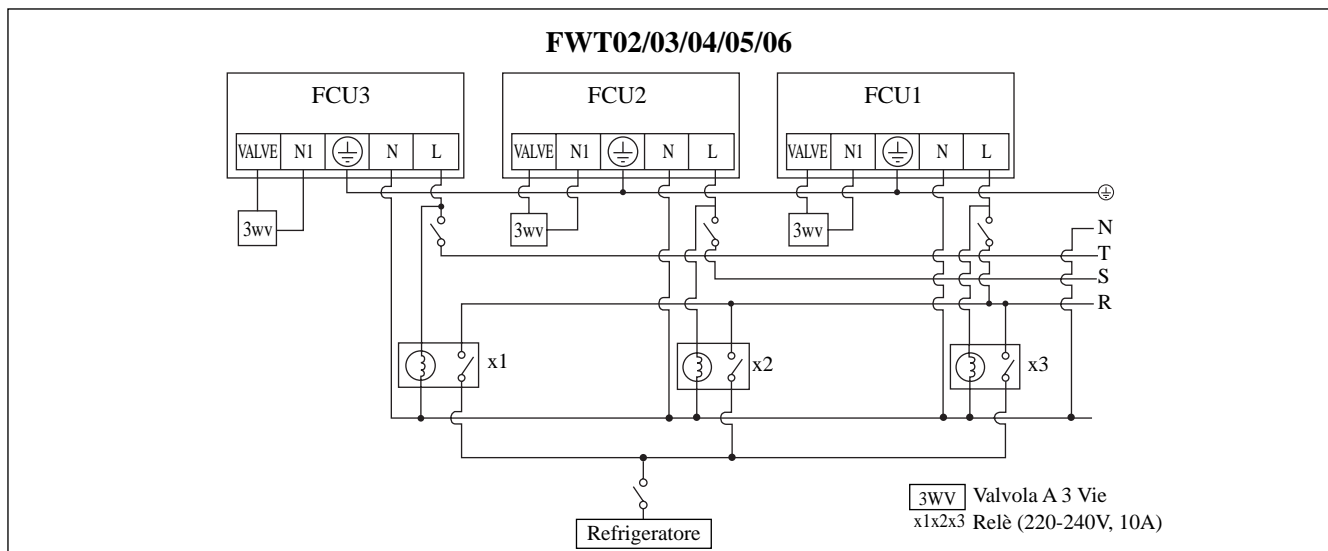 FWT02/03/04/05/06
FCU3 FCU2 FCU1
VALVE N1 N L VALVE N1 N L VALVE N1 N L
3wv 3wv 3wv
N
T
S
R
x1 x2 x3
3WV Valvola A 3 Vie
x1x2x3 Relè (220-240V, 10A)
Refrigeratore